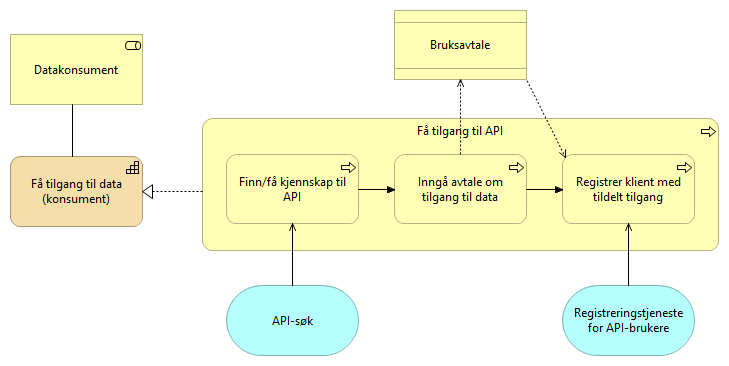 Datakonsument
Bruksavtale
Få tilgang til API
Få tilgang til data
(konsument)
Finn/få kjennskap til
API
Inngå avtale om
tilgang til data
Registrer klient med
tildelt tilgang
API-søk
Registreringstjeneste
for API-brukere